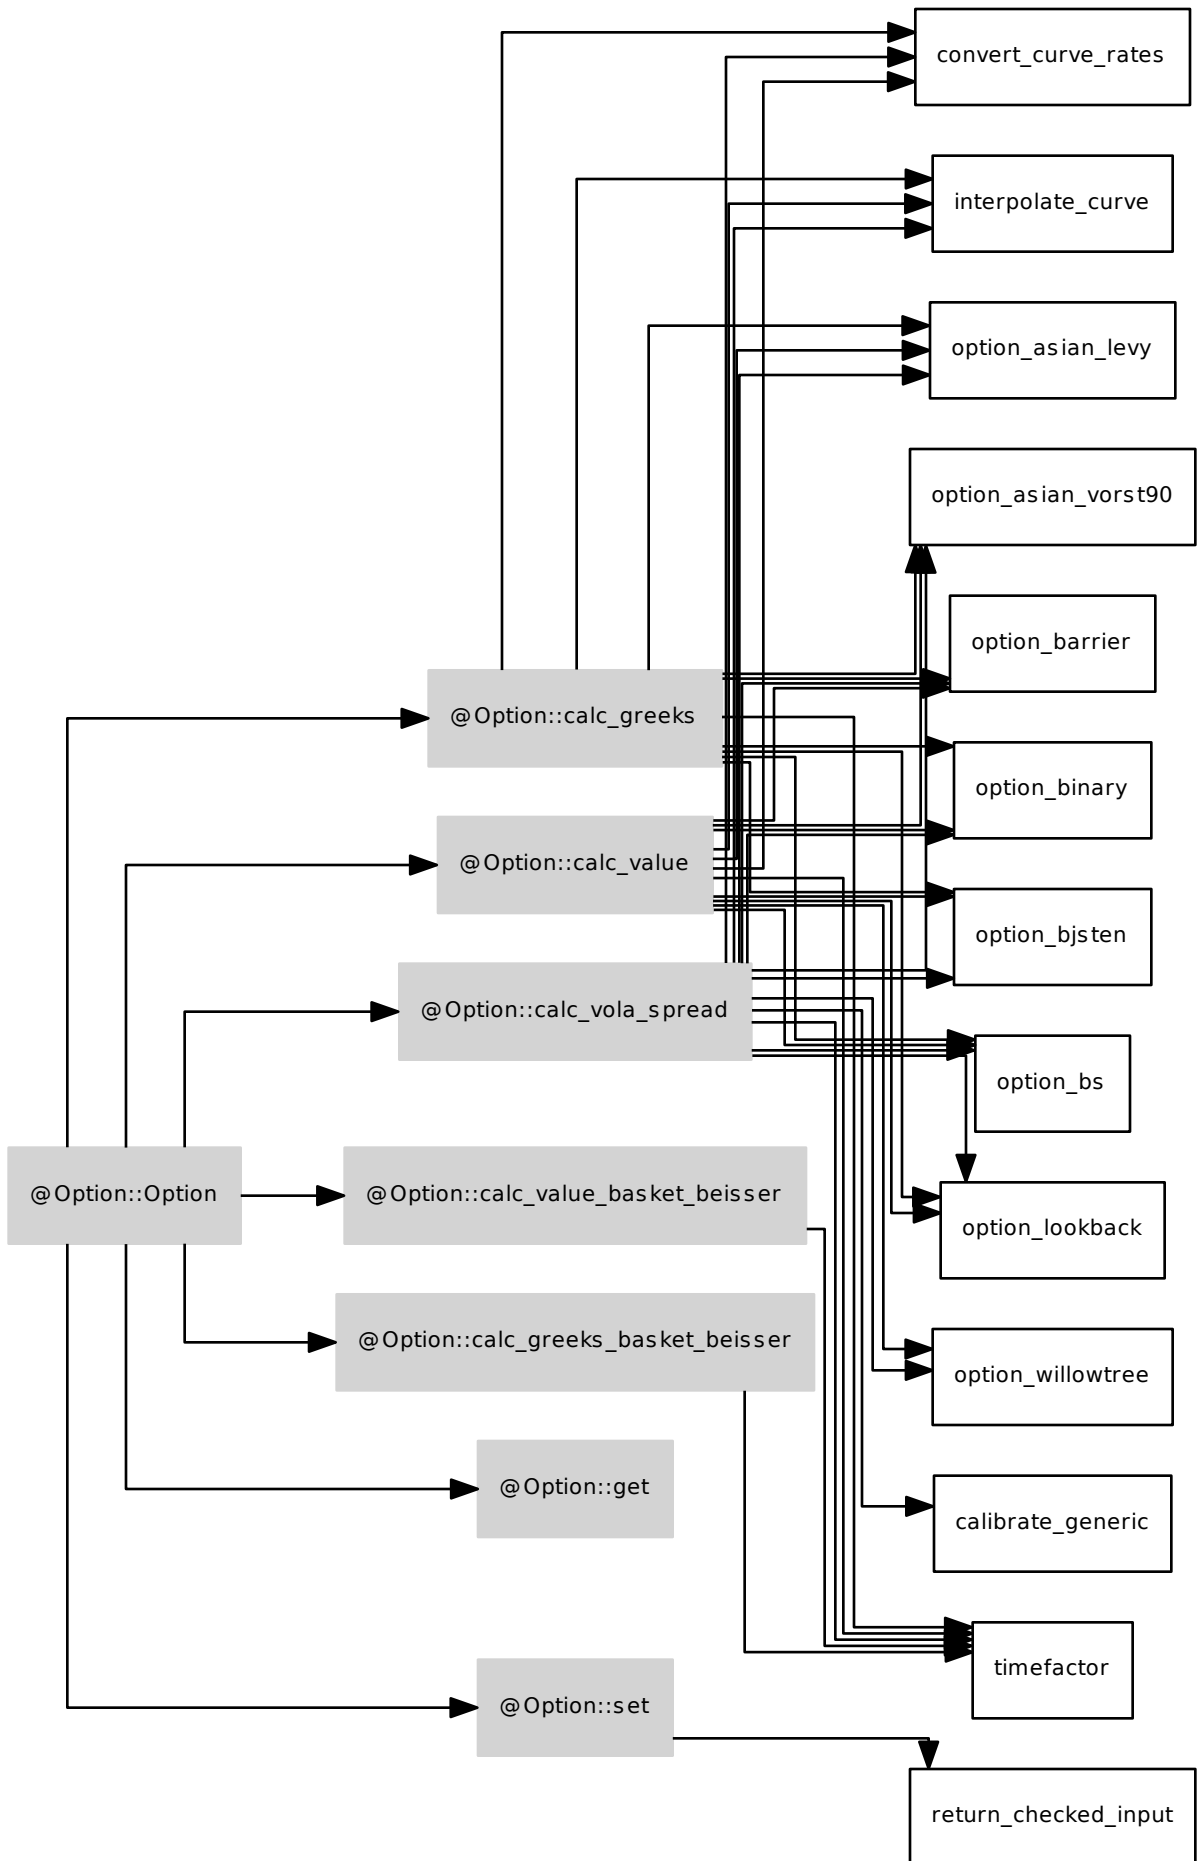 convert_curve_rates
interpolate_curve
option_asian_levy
option_asian_vorst90
option_barrier
@Option::calc_greeks
option_binary
@Option::calc_value
option_bjsten
@Option::calc_vola_spread
option_bs
@Option::Option
@Option::calc_value_basket_beisser
option_lookback
@Option::calc_greeks_basket_beisser
option_willowtree
@Option::get
calibrate_generic
timefactor
@Option::set
return_checked_input